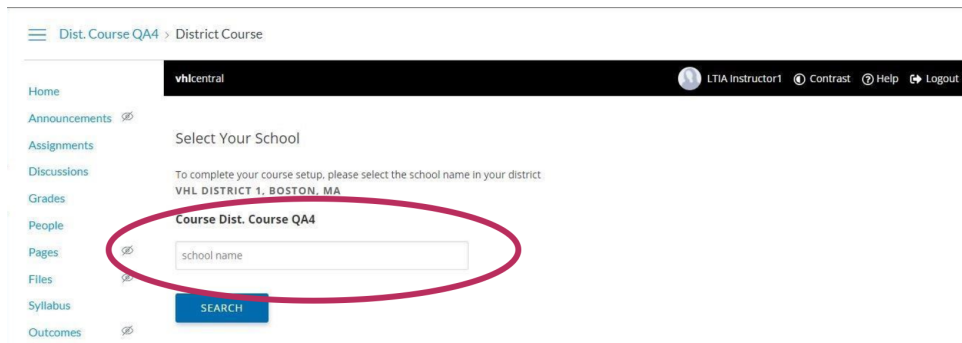 Dist. Course QA4 > District Course
vhlcentral
LTIA Instructor1 Contrast ? Help Logout
Home
Announcements
Assignments
Discussions
Grades
People
Pages
Files
Syllabus
Outcomes
Select Your School
To complete your course setup, please select the school name in your district
VHL DISTRICT 1, BOSTON, MA
Course Dist. Course QA4
school name
SEARCH